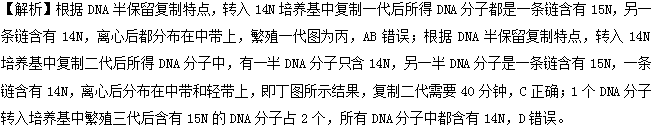 【解析】根据 DNA 半保留复制特点，转入 14N 培养基中复制一代后所得 DNA 分子都是一条链含有 15N，另一
条链含有 14N，离心后都分布在中带上，繁殖一代图为丙，AB 错误；根据 DNA 半保留复制特点，转入 14N
培养基中复制二代后所得 DNA 分子中，有一半 DNA 分子只含 14N，另一半 DNA 分子是一条链含有 15N，一条
链含有 14N，离心后分布在中带和轻带上，即丁图所示结果，复制二代需要 40 分钟，C 正确；1 个 DNA 分子
转入培养基中繁殖三代后含有 15N 的 DNA 分子占 2 个，所有 DNA 分子中都含有 14N，D 错误。